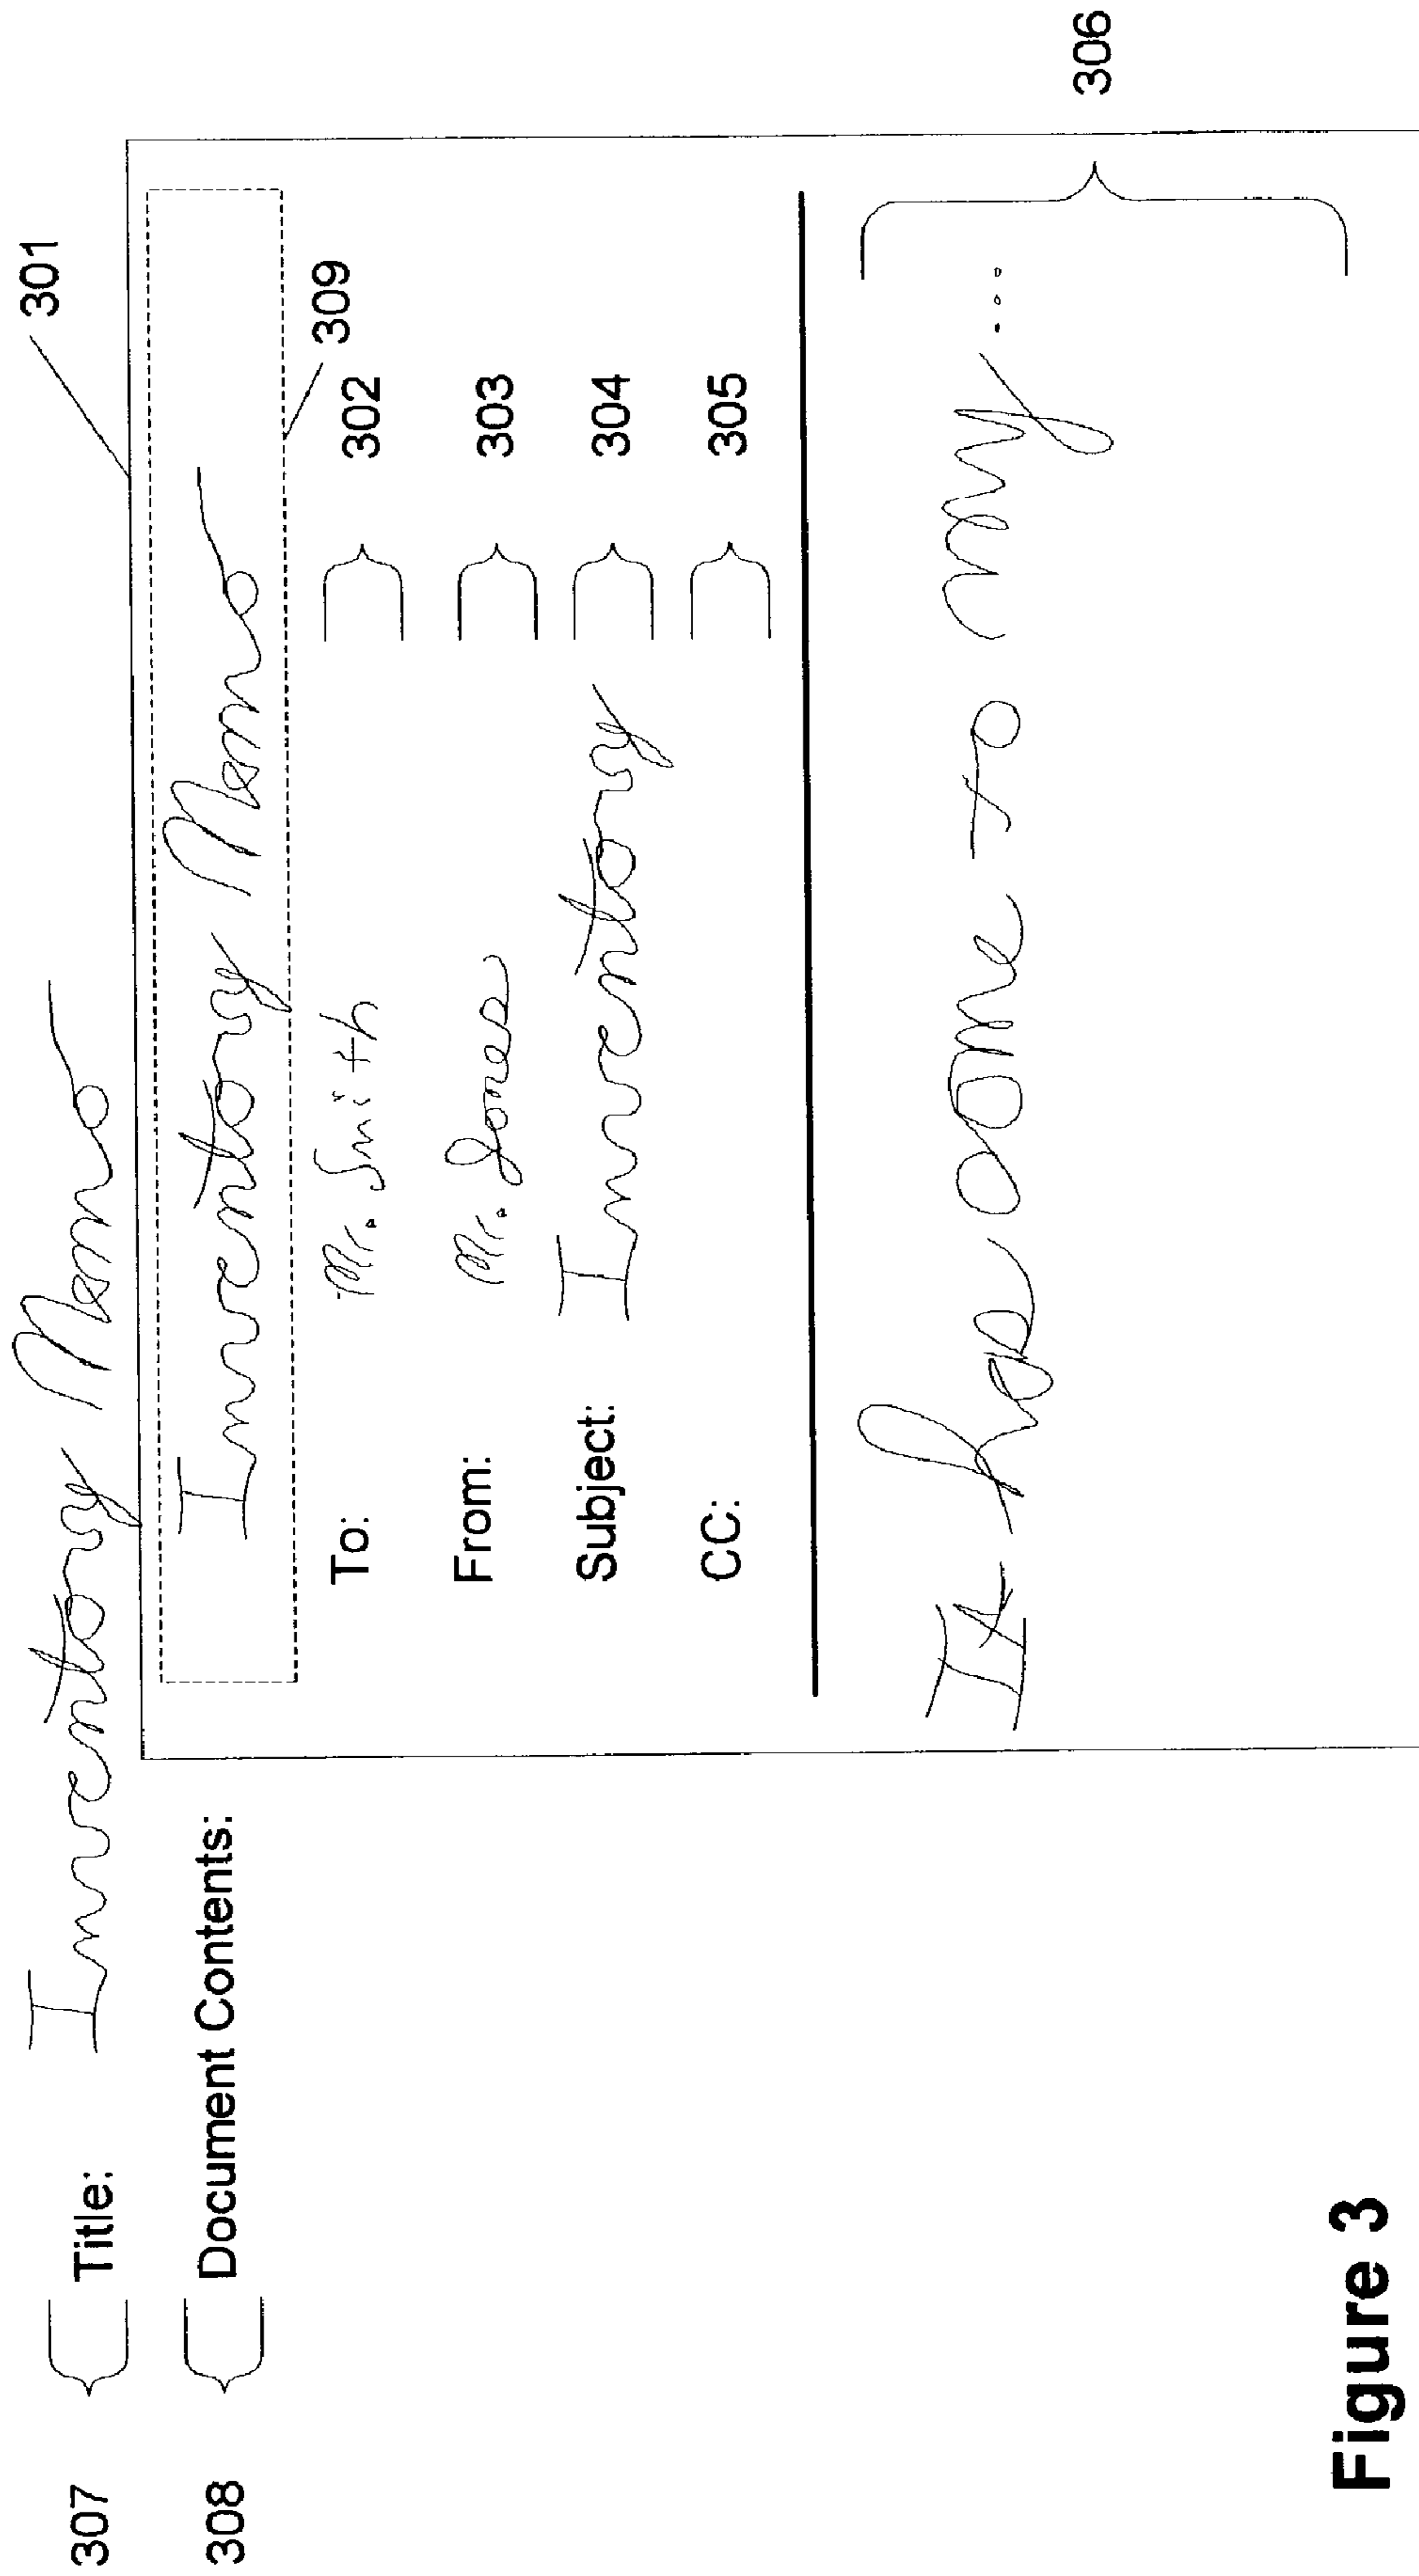 301
307 Title: Inventory Memo
308 Document Contents:
Inventory Memo
309
To: Mr. Smith 302
From: Mr. Jones 303
Subject: Inventory 304
CC: 305
It has come to my ... 306
Figure 3